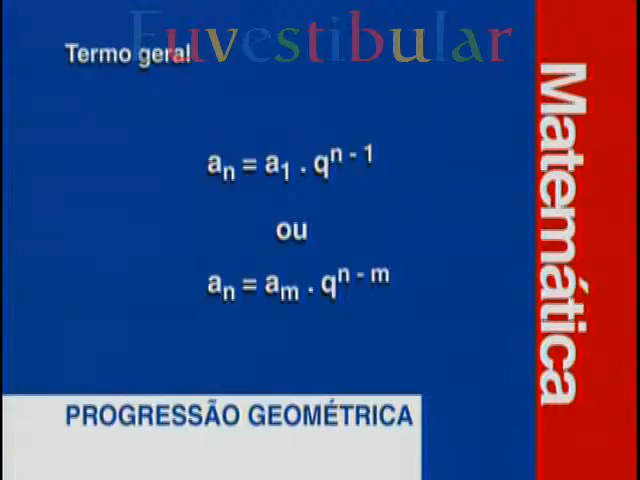 Euvestibular
Termo geral
aₙ = a₁ . qⁿ⁻¹
ou
aₙ = aₘ . qⁿ⁻ᵐ
PROGRESSÃO GEOMÉTRICA
Matemática